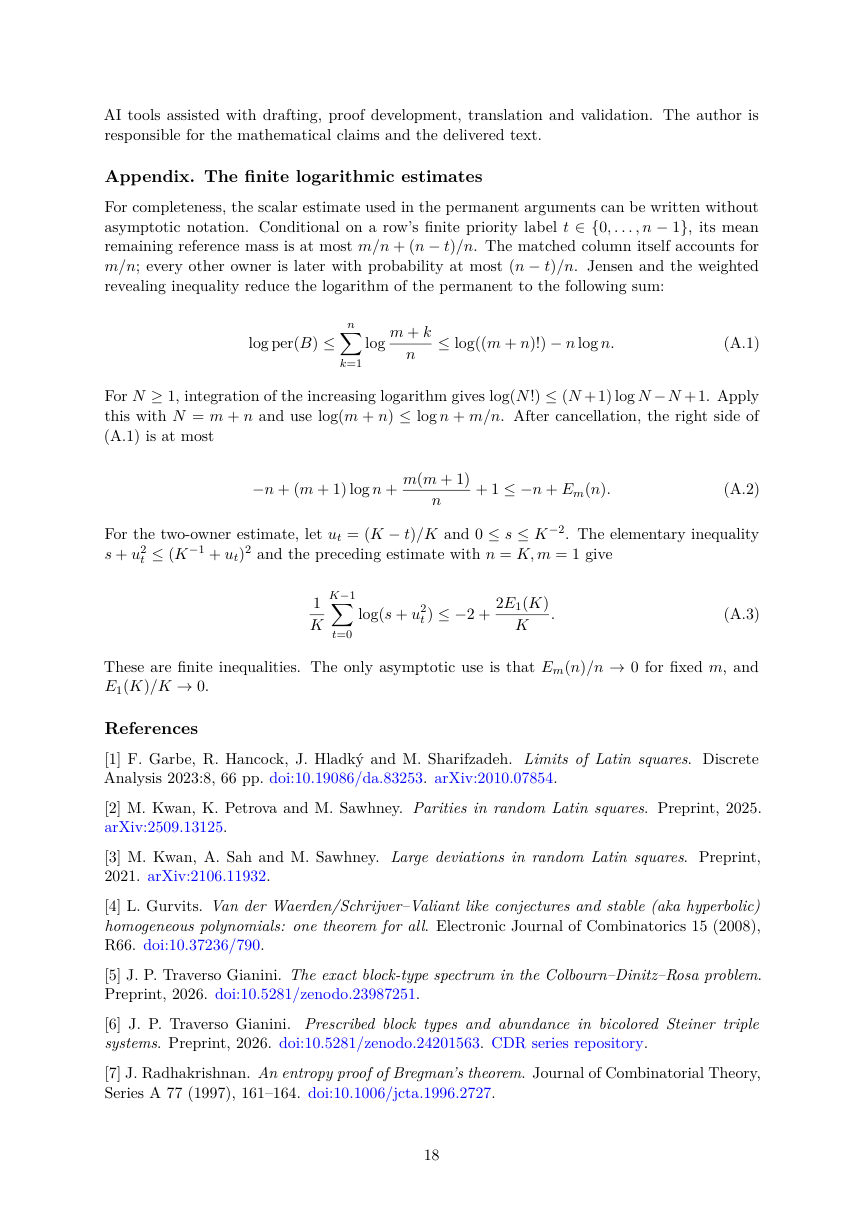 AI tools assisted with drafting, proof development, translation and validation. The author is
responsible for the mathematical claims and the delivered text.
Appendix. The finite logarithmic estimates
For completeness, the scalar estimate used in the permanent arguments can be written without
asymptotic notation. Conditional on a row's finite priority label t ∈ {0, . . . , n − 1}, its mean
remaining reference mass is at most m/n + (n − t)/n. The matched column itself accounts for
m/n; every other owner is later with probability at most (n − t)/n. Jensen and the weighted
revealing inequality reduce the logarithm of the permanent to the following sum:
log per(B) ≤ ∑_{k=1}^{n} log \frac{m + k}{n} ≤ log((m + n)!) − n log n. (A.1)
For N ≥ 1, integration of the increasing logarithm gives log(N!) ≤ (N +1) log N −N +1. Apply
this with N = m + n and use log(m + n) ≤ log n + m/n. After cancellation, the right side of
(A.1) is at most
−n + (m + 1) log n + \frac{m(m + 1)}{n} + 1 ≤ −n + E_m(n). (A.2)
For the two-owner estimate, let u_t = (K − t)/K and 0 ≤ s ≤ K^{−2}. The elementary inequality
s + u_t^2 ≤ (K^{−1} + u_t)^2 and the preceding estimate with n = K, m = 1 give
\frac{1}{K} ∑_{t=0}^{K−1} log(s + u_t^2) ≤ −2 + \frac{2E_1(K)}{K}. (A.3)
These are finite inequalities. The only asymptotic use is that E_m(n)/n → 0 for fixed m, and
E_1(K)/K → 0.
References
[1] F. Garbe, R. Hancock, J. Hladký and M. Sharifzadeh. Limits of Latin squares. Discrete
Analysis 2023:8, 66 pp. doi:10.19086/da.83253. arXiv:2010.07854.
[2] M. Kwan, K. Petrova and M. Sawhney. Parities in random Latin squares. Preprint, 2025.
arXiv:2509.13125.
[3] M. Kwan, A. Sah and M. Sawhney. Large deviations in random Latin squares. Preprint,
2021. arXiv:2106.11932.
[4] L. Gurvits. Van der Waerden/Schrijver–Valiant like conjectures and stable (aka hyperbolic)
homogeneous polynomials: one theorem for all. Electronic Journal of Combinatorics 15 (2008),
R66. doi:10.37236/790.
[5] J. P. Traverso Gianini. The exact block-type spectrum in the Colbourn–Dinitz–Rosa problem.
Preprint, 2026. doi:10.5281/zenodo.23987251.
[6] J. P. Traverso Gianini. Prescribed block types and abundance in bicolored Steiner triple
systems. Preprint, 2026. doi:10.5281/zenodo.24201563. CDR series repository.
[7] J. Radhakrishnan. An entropy proof of Bregman's theorem. Journal of Combinatorial Theory,
Series A 77 (1997), 161–164. doi:10.1006/jcta.1996.2727.
18